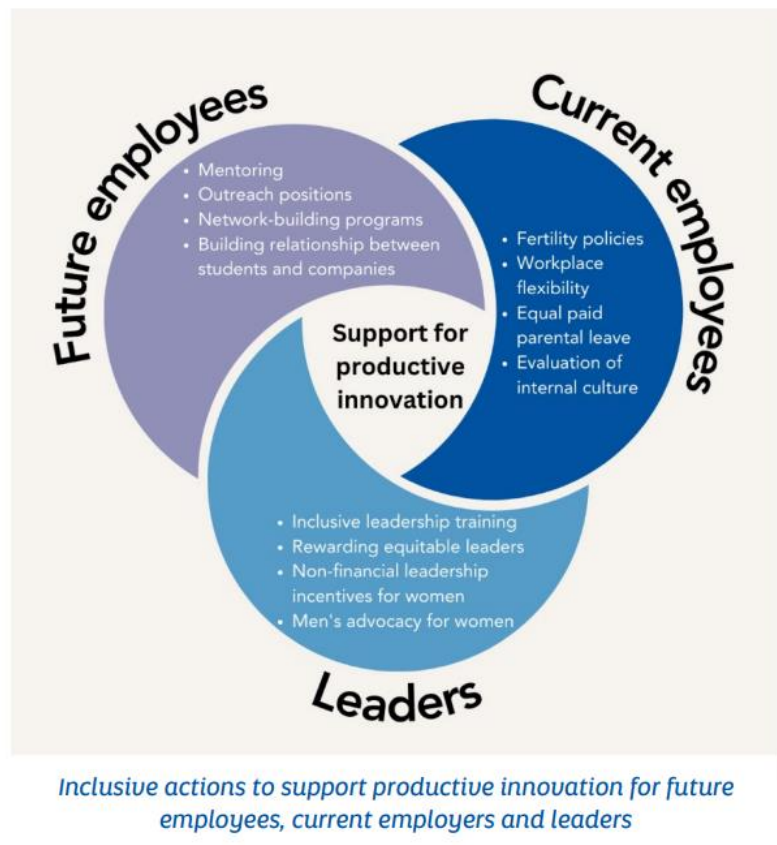 Future employees
• Mentoring
• Outreach positions
• Network-building programs
• Building relationship between
students and companies
Current employees
• Fertility policies
• Workplace
flexibility
• Equal paid
parental leave
• Evaluation of
internal culture
Support for
productive
innovation
• Inclusive leadership training
• Rewarding equitable leaders
• Non-financial leadership
incentives for women
• Men's advocacy for women
Leaders
Inclusive actions to support productive innovation for future
employees, current employers and leaders